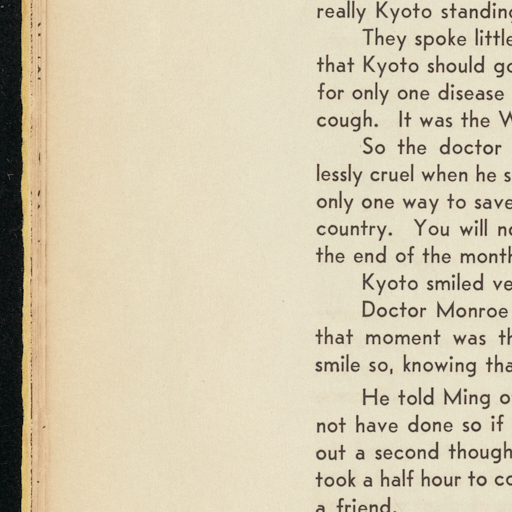 really Kyoto standing
They spoke little
that Kyoto should go
for only one disease
cough. It was the W
So the doctor
lessly cruel when he s
only one way to save
country. You will no
the end of the month
Kyoto smiled ve
Doctor Monroe
that moment was th
smile so, knowing tha
He told Ming o
not have done so if
out a second though
took a half hour to co
a friend.